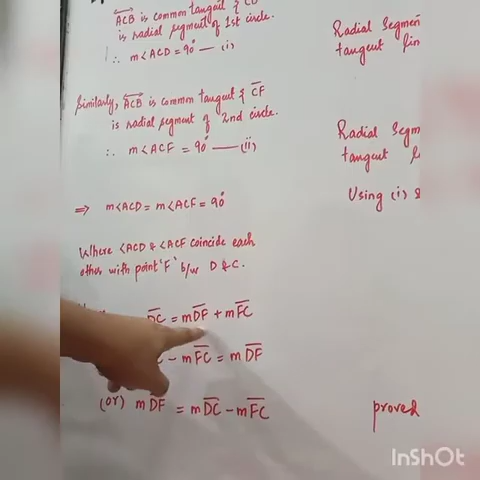 ACB is common tangent & CD
is radial segment of 1st circle.
∴ m<ACD = 90° — (i)
Radial Segmen
tangent lin
Similarly, ACB is common tangent & CF
is radial segment of 2nd circle.
∴ m<ACF = 90° — (ii)
Radial Segm
tangent l
⇒ m<ACD = m<ACF = 90°
Using (i) &
Where <ACD & <ACF coincide each
other with point 'F' b/w D & C.
DC = mDF + mFC
- mFC = mDF
(or) mDF = mDC - mFC
proved
InShOt